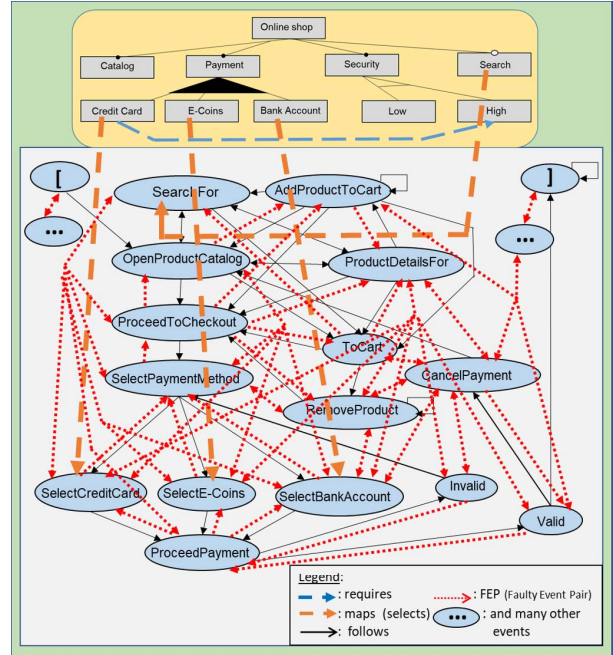 Online shop
Catalog
Payment
Security
Search
Credit Card
E-Coins
Bank Account
Low
High
[
]
SearchFor
AddProductToCart
...
...
OpenProductCatalog
ProductDetailsFor
ProceedToCheckout
ToCart
SelectPaymentMethod
CancelPayment
RemoveProduct
SelectCreditCard
SelectE-Coins
SelectBankAccount
Invalid
Valid
ProceedPayment
Legend:
: requires
: FEP (Faulty Event Pair)
: maps (selects)
... : and many other
: follows
events